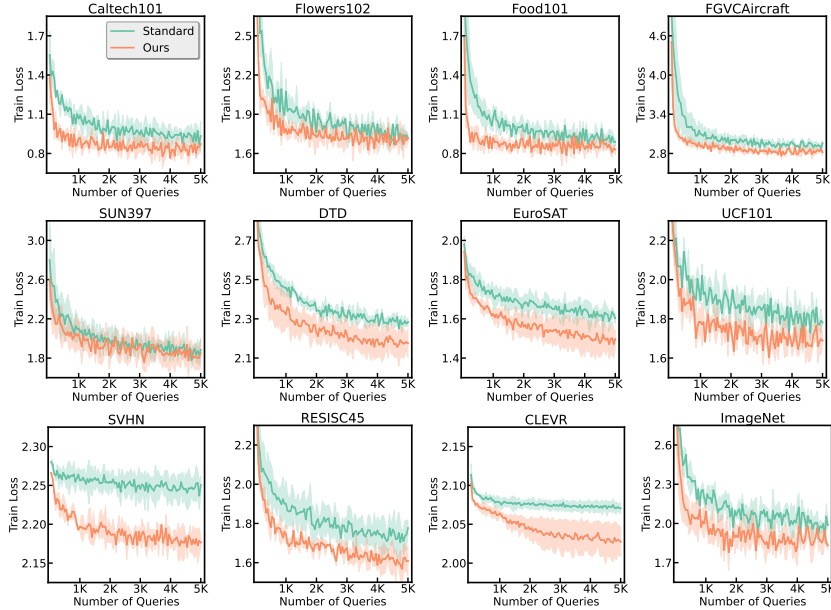 Caltech101
Flowers102
Food101
FGVCAircraft
Standard
Ours
Train Loss
1.7
1.4
1.1
0.8
1K 2K 3K 4K 5K
Number of Queries
Train Loss
2.5
2.2
1.9
1.6
1K 2K 3K 4K 5K
Number of Queries
Train Loss
1.7
1.4
1.1
0.8
1K 2K 3K 4K 5K
Number of Queries
Train Loss
4.6
4.0
3.4
2.8
1K 2K 3K 4K 5K
Number of Queries
SUN397
DTD
EuroSAT
UCF101
Train Loss
3.0
2.6
2.2
1.8
1K 2K 3K 4K 5K
Number of Queries
Train Loss
2.7
2.5
2.3
2.1
1K 2K 3K 4K 5K
Number of Queries
Train Loss
2.0
1.8
1.6
1.4
1K 2K 3K 4K 5K
Number of Queries
Train Loss
2.2
2.0
1.8
1.6
1K 2K 3K 4K 5K
Number of Queries
SVHN
RESISC45
CLEVR
ImageNet
Train Loss
2.30
2.25
2.20
2.15
1K 2K 3K 4K 5K
Number of Queries
Train Loss
2.2
2.0
1.8
1.6
1K 2K 3K 4K 5K
Number of Queries
Train Loss
2.15
2.10
2.05
2.00
1K 2K 3K 4K 5K
Number of Queries
Train Loss
2.6
2.3
2.0
1.7
1K 2K 3K 4K 5K
Number of Queries